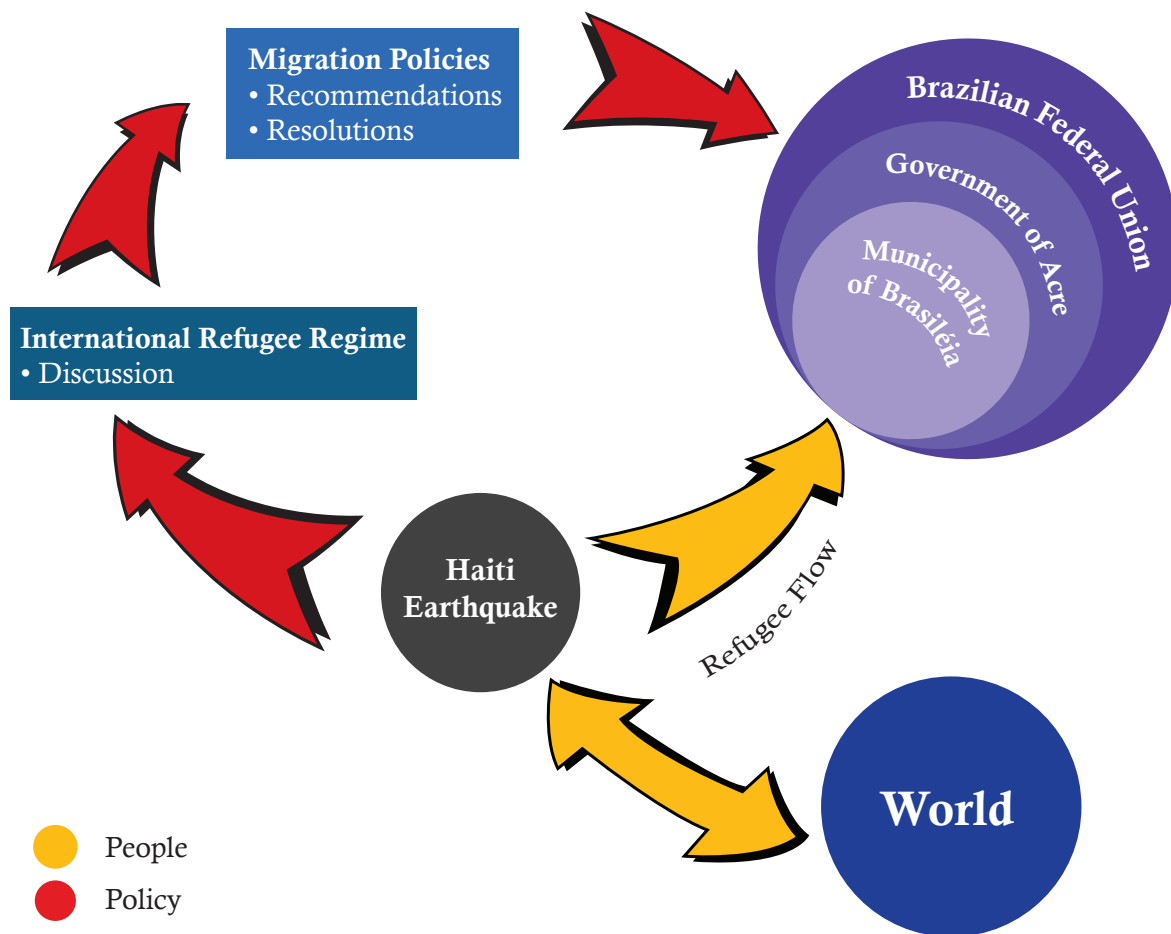 Migration Policies
• Recommendations
• Resolutions
Brazilian Federal Union
Government of Acre
Municipality
of Brasiléia
International Refugee Regime
• Discussion
Haiti
Earthquake
Refugee Flow
World
People
Policy